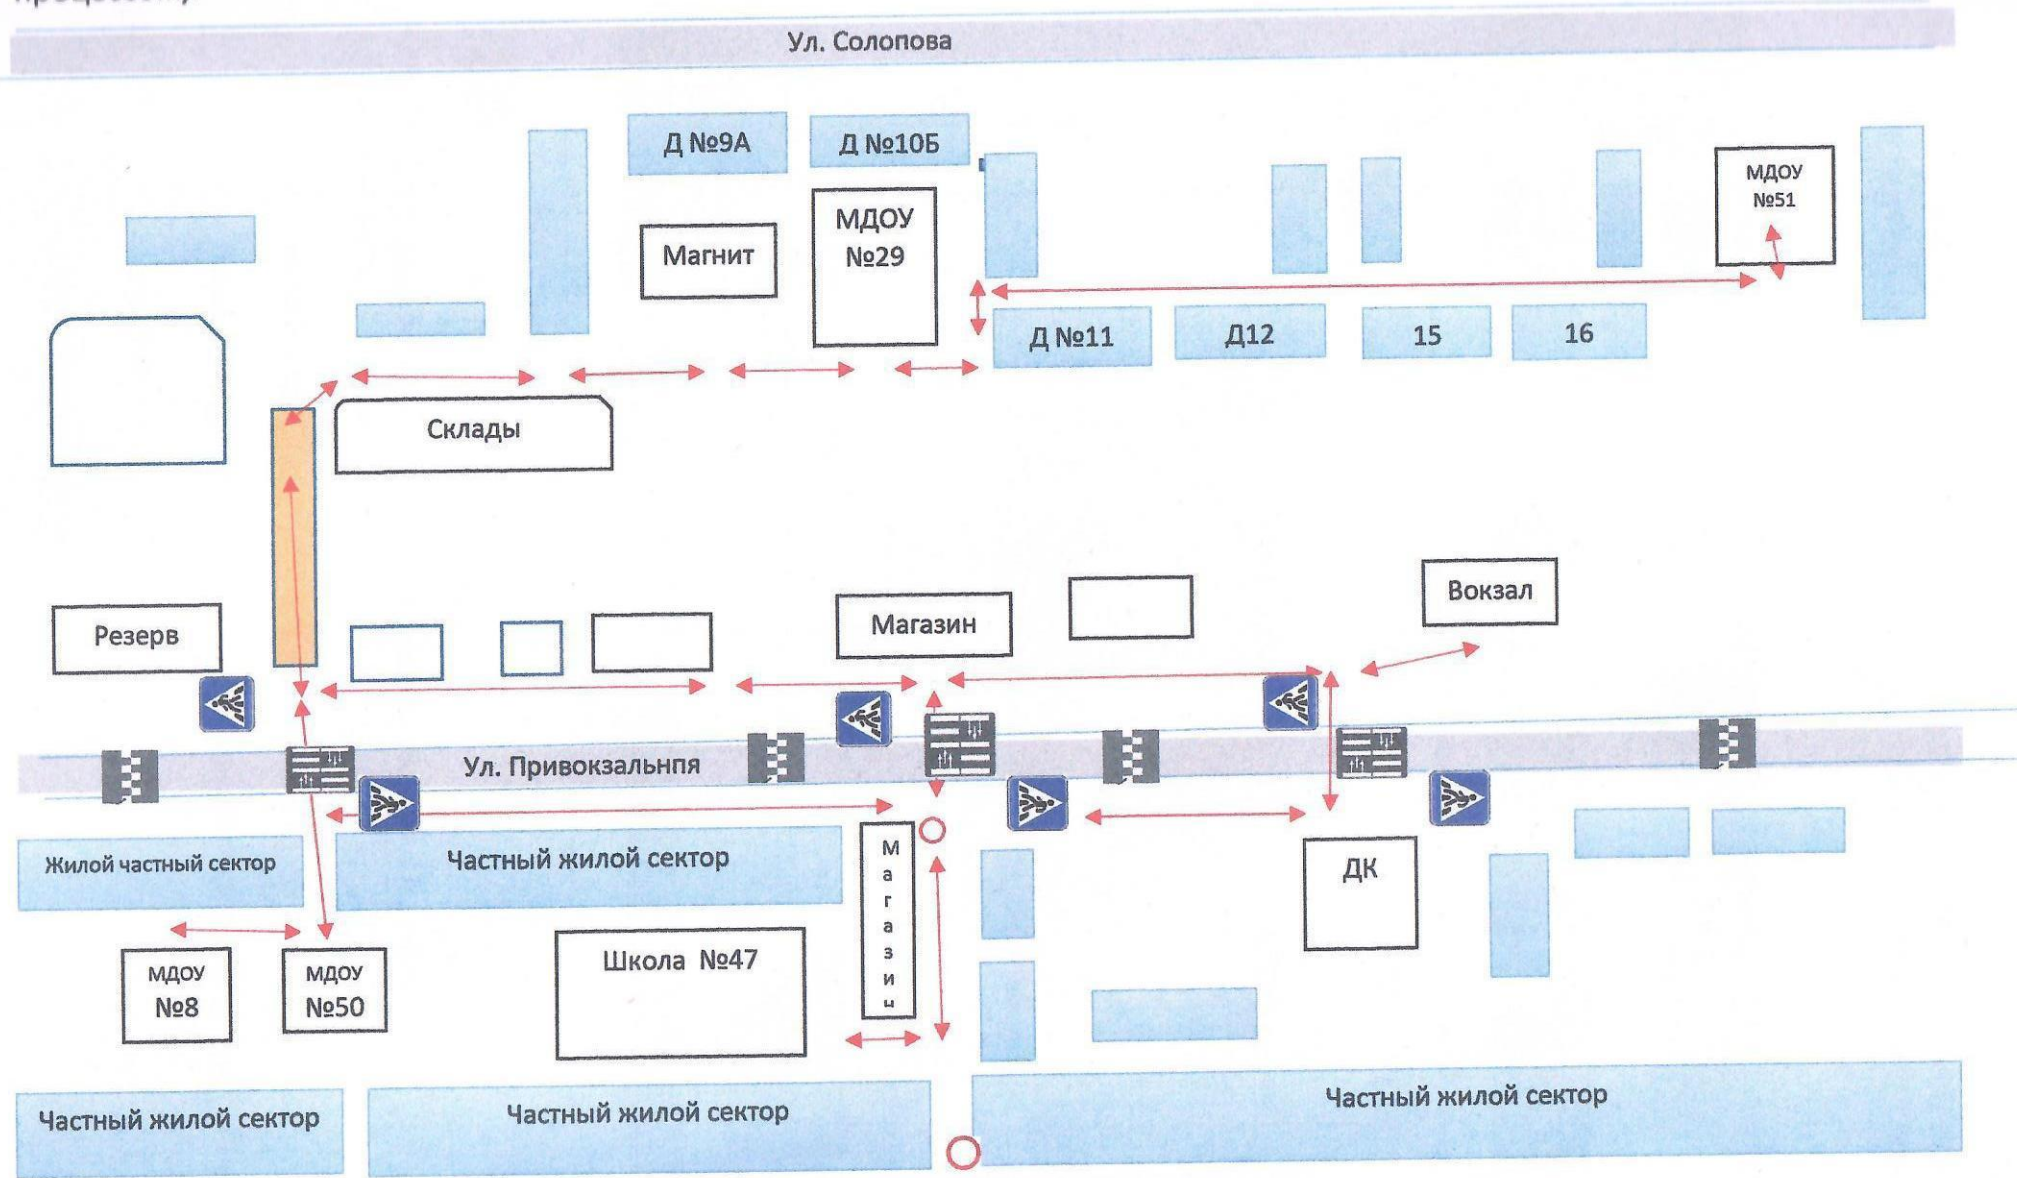 Ул. Солопова
Д №9А
Д №10Б
МДОУ
№51
МДОУ
№29
Магнит
Д №11
Д12
15
16
Склады
Вокзал
Магазин
Резерв
Ул. Привокзальнпя
Жилой частный сектор
Частный жилой сектор
М
а
г
а
з
и
н
ДК
Школа №47
МДОУ
№8
МДОУ
№50
Частный жилой сектор
Частный жилой сектор
Частный жилой сектор